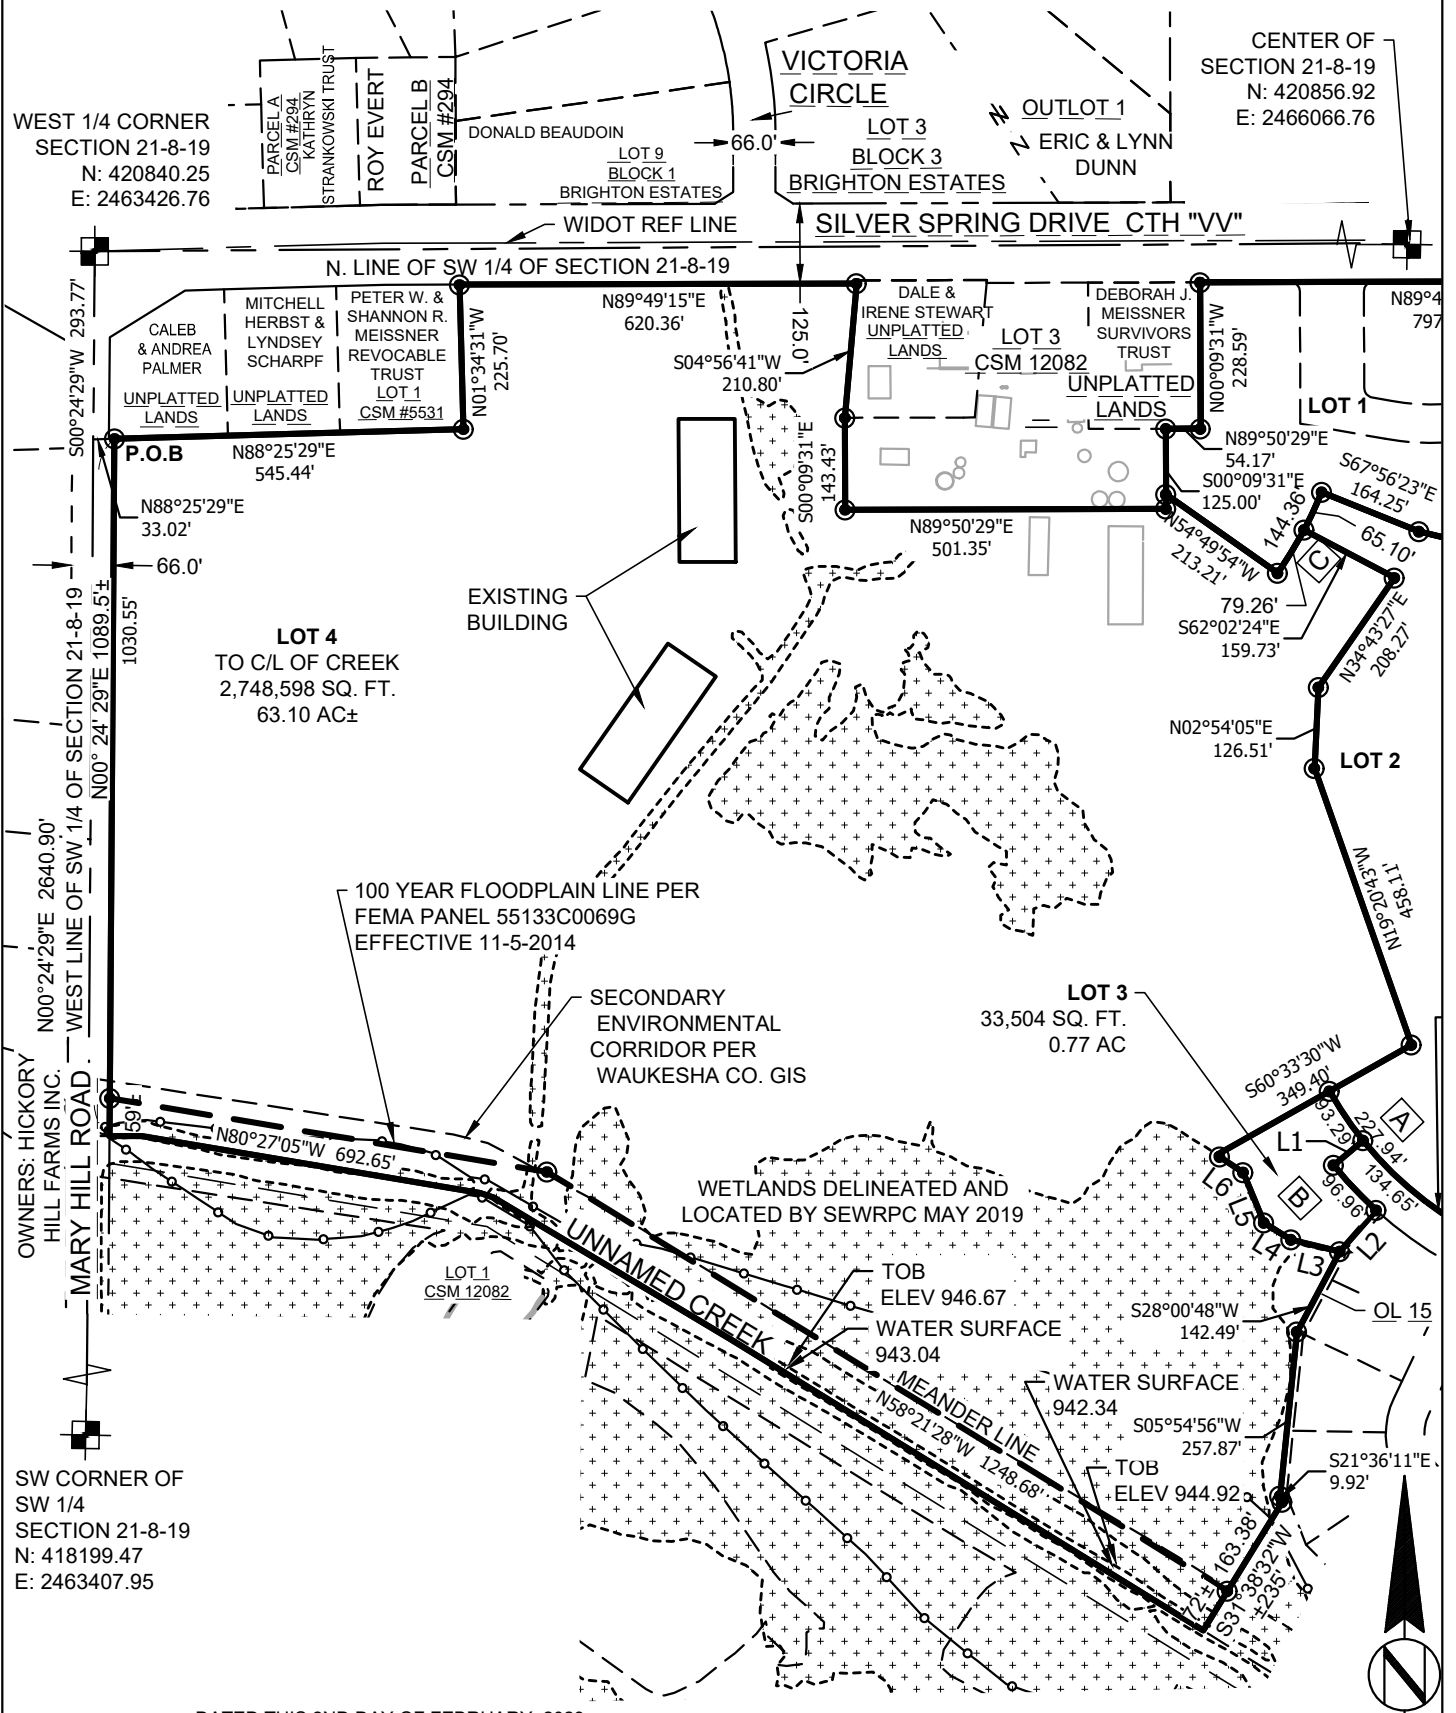 VICTORIA
CIRCLE
CENTER OF
SECTION 21-8-19
N: 420856.92
E: 2466066.76
WEST 1/4 CORNER
SECTION 21-8-19
N: 420840.25
E: 2463426.76
PARCEL A
CSM #294
KATHRYN
STRANKOWSKI TRUST
ROY EVERT
PARCEL B
CSM #294
DONALD BEAUDOIN
LOT 9
BLOCK 1
BRIGHTON ESTATES
66.0'
LOT 3
BLOCK 3
BRIGHTON ESTATES
OUTLOT 1
ERIC & LYNN
DUNN
WIDOT REF LINE
SILVER SPRING DRIVE CTH "VV"
N. LINE OF SW 1/4 OF SECTION 21-8-19
N89°49'15"E
620.36'
125.0'
S00°24'29"W 293.77'
CALEB
& ANDREA
PALMER
UNPLATTED
LANDS
MITCHELL
HERBST &
LYNDSEY
SCHARPF
UNPLATTED
LANDS
PETER W. &
SHANNON R.
MEISSNER
REVOCABLE
TRUST
LOT 1
CSM #5531
N01°34'31"W
225.70'
S04°56'41"W
210.80'
DALE &
IRENE STEWART
UNPLATTED
LANDS
LOT 3
CSM 12082
DEBORAH J.
MEISSNER
SURVIVORS
TRUST
UNPLATTED
LANDS
N00°09'31"W
228.59'
N89°4
797
LOT 1
P.O.B
N88°25'29"E
545.44'
N88°25'29"E
33.02'
66.0'
S00°09'31"E
143.43'
N89°50'29"E
501.35'
N89°50'29"E
54.17'
S00°09'31"E
125.00'
N54°49'54"W
213.21'
144.36'
S67°56'23"E
164.25'
65.10'
C
79.26'
S62°02'24"E
159.73'
N34°43'27"E
208.27'
N02°54'05"E
126.51'
LOT 2
N19°20'43"W
458.11'
EXISTING
BUILDING
LOT 4
TO C/L OF CREEK
2,748,598 SQ. FT.
63.10 AC±
N00° 24' 29"E 1089.5'±
1030.55'
N00°24'29"E 2640.90'
WEST LINE OF SW 1/4 OF SECTION 21-8-19
100 YEAR FLOODPLAIN LINE PER
FEMA PANEL 55133C0069G
EFFECTIVE 11-5-2014
SECONDARY
ENVIRONMENTAL
CORRIDOR PER
WAUKESHA CO. GIS
LOT 3
33,504 SQ. FT.
0.77 AC
S60°33'30"W
349.40'
93.29'
227.94'
A
L1
134.65'
96.96'
B
L6
L5
L4
L3
L2
OWNERS: HICKORY
HILL FARMS INC.
MARY HILL ROAD
59'±
N80°27'05"W 692.65'
WETLANDS DELINEATED AND
LOCATED BY SEWRPC MAY 2019
UNNAMED CREEK
LOT 1
CSM 12082
TOB
ELEV 946.67
WATER SURFACE
943.04
S28°00'48"W
142.49'
OL 15
MEANDER LINE
N58°21'28"W 1248.68'
WATER SURFACE
942.34
S05°54'56"W
257.87'
TOB
ELEV 944.92
S21°36'11"E
9.92'
72'± 163.38'
S31°38'32"W
±235'
SW CORNER OF
SW 1/4
SECTION 21-8-19
N: 418199.47
E: 2463407.95